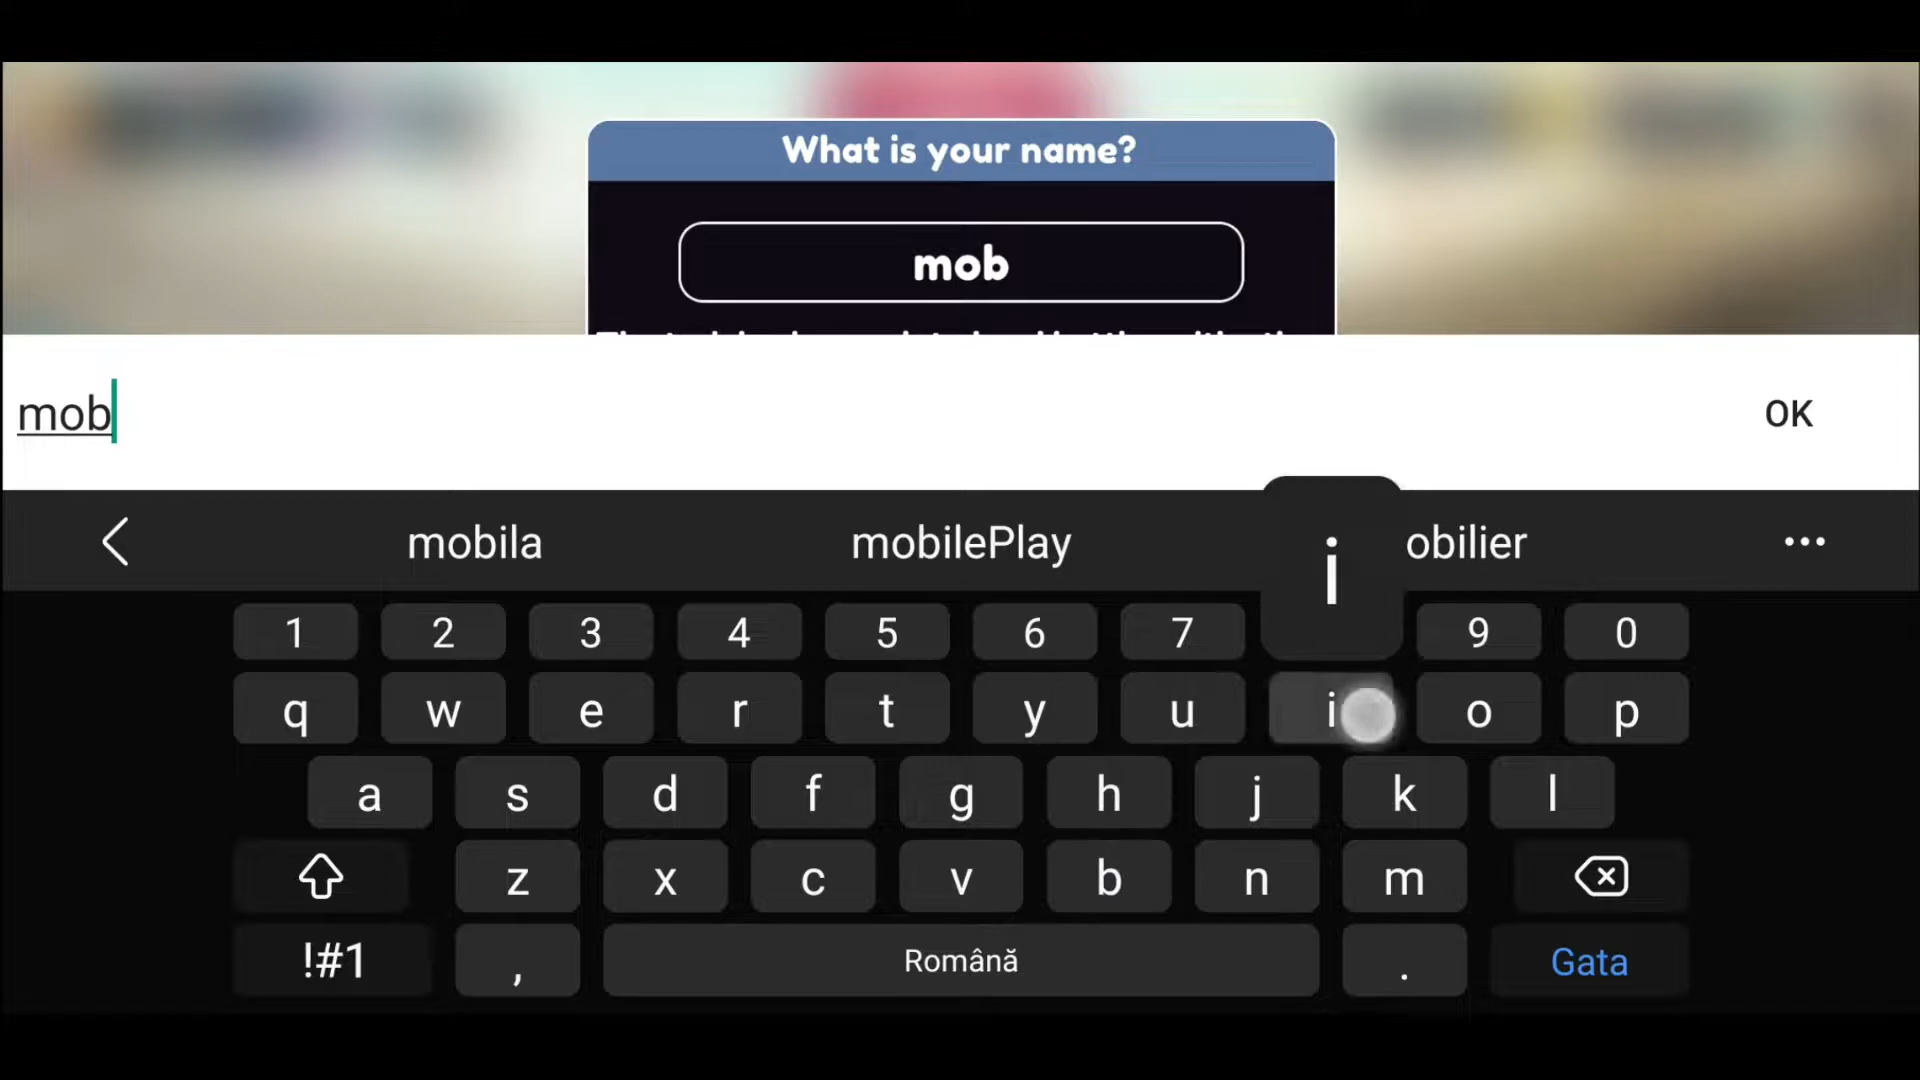 What is your name?
mob
mob
OK
mobila mobilePlay obilier
i
1 2 3 4 5 6 7 9 0
q w e r t y u i o p
a s d f g h j k l
z x c v b n m
!#1 , Română . Gata